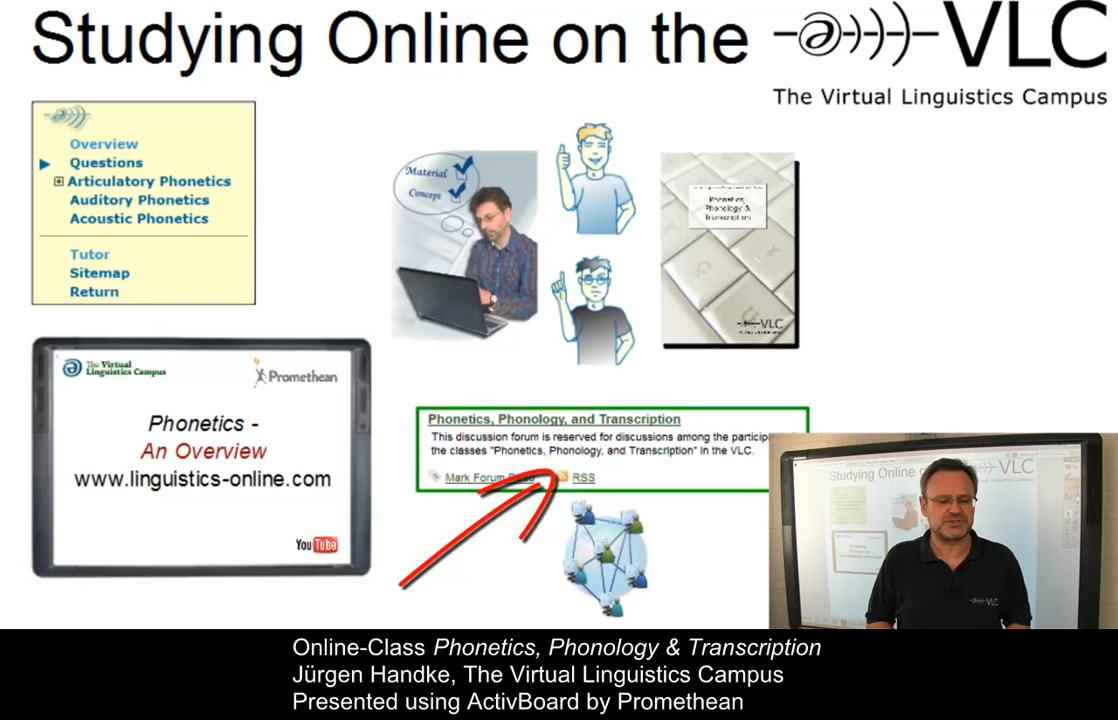 Studying Online on the
VLC
The Virtual Linguistics Campus
Overview
Questions
Articulatory Phonetics
Auditory Phonetics
Acoustic Phonetics
Tutor
Sitemap
Return
Material
Concept
Phonetics,
Phonology &
Transcription
VLC
The Virtual
Linguistics Campus
Promethean
Phonetics -
An Overview
www.linguistics-online.com
YouTube
Phonetics, Phonology, and Transcription
This discussion forum is reserved for discussions among the particip
the classes "Phonetics, Phonology, and Transcription" in the VLC.
Mark Forum Read
RSS
Studying Online
VLC
VLC
Online-Class Phonetics, Phonology & Transcription
Jürgen Handke, The Virtual Linguistics Campus
Presented using ActivBoard by Promethean